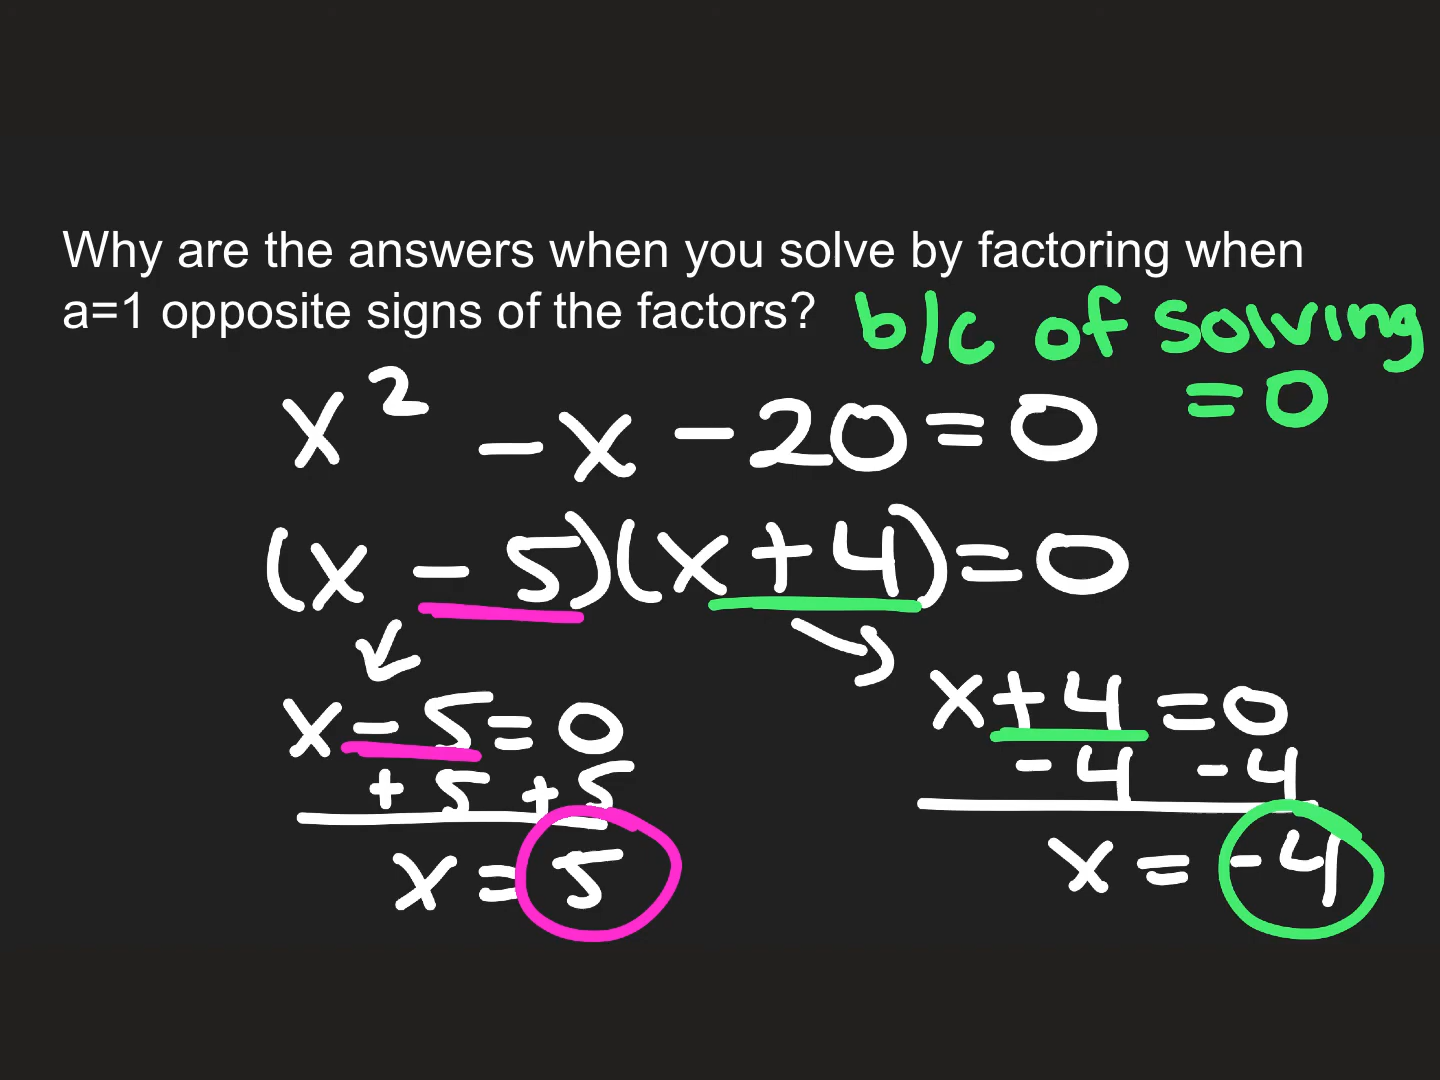 Why are the answers when you solve by factoring when
a=1 opposite signs of the factors? b/c of solving
= 0
x² - x - 20 = 0
(x - 5)(x + 4) = 0
x - 5 = 0
+ 5 + 5
x = 5
x + 4 = 0
- 4 - 4
x = - 4